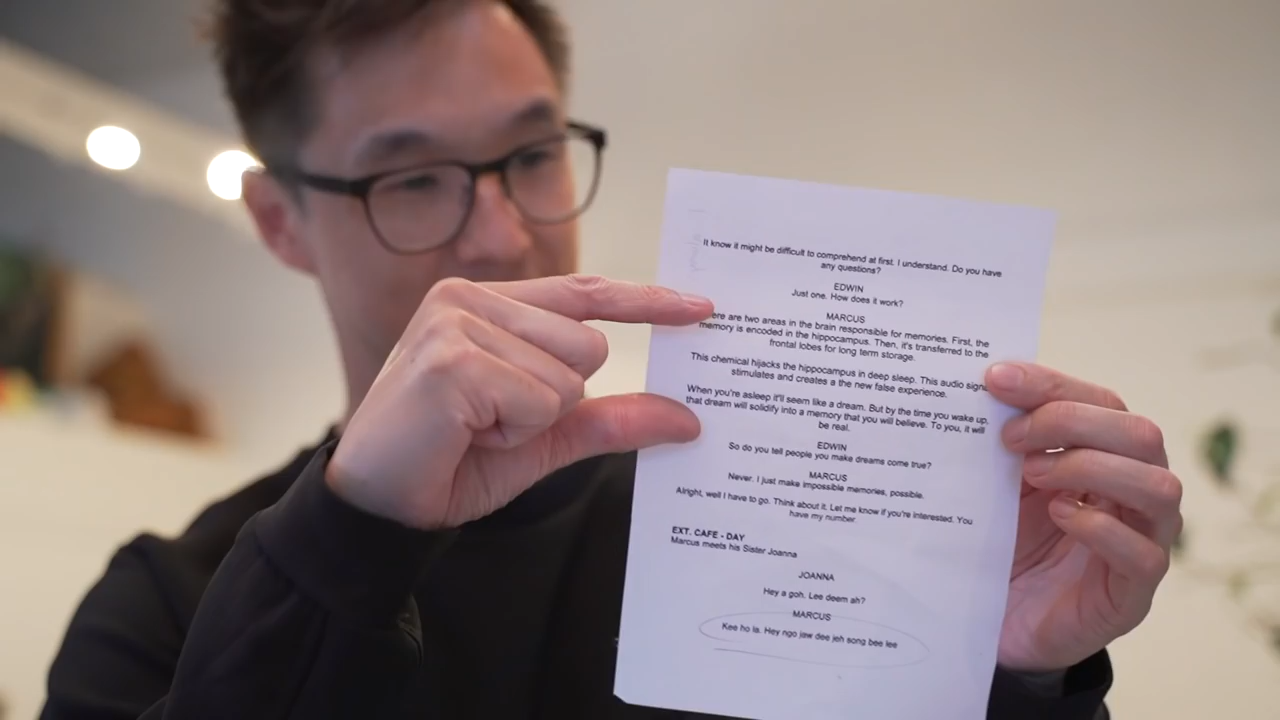 It know it might be difficult to comprehend at first. I understand. Do you have
any questions?
EDWIN
Just one. How does it work?
MARCUS
ere are two areas in the brain responsible for memories. First, the
memory is encoded in the hippocampus. Then, it's transferred to the
frontal lobes for long term storage.
This chemical hijacks the hippocampus in deep sleep. This audio signa
stimulates and creates a the new false experience.
When you're asleep it'll seem like a dream. But by the time you wake up,
that dream will solidify into a memory that you will believe. To you, it will
be real.
EDWIN
So do you tell people you make dreams come true?
MARCUS
Never. I just make impossible memories, possible.
Alright, well I have to go. Think about it. Let me know if you're interested. You
have my number.
EXT. CAFE - DAY
Marcus meets his Sister Joanna
JOANNA
Hey a goh. Lee deem ah?
MARCUS
Kee ho la. Hey ngo jaw dee jeh song bee lee